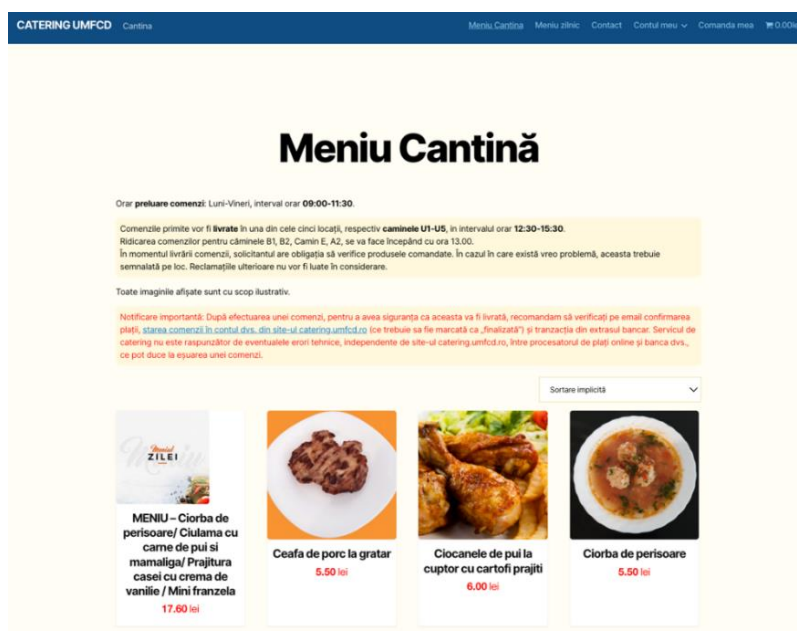 CATERING UMFCD Cantina Meniu Cantina Meniu zilnic Contact Contul meu Comanda mea 0.00le
Meniu Cantină
Orar preluare comenzi: Luni-Vineri, interval orar 09:00-11:30.
Comenzile primite vor fi livrate în una din cele cinci locații, respectiv caminele U1-U5, in intervalul orar 12:30-15:30.
Ridicarea comenzilor pentru căminele B1, B2, Camin E, A2, se va face începând cu ora 13.00.
În momentul livrării comenzii, solicitantul are obligația să verifice produsele comandate. În cazul în care există vreo problemă, aceasta trebuie
semnalată pe loc. Reclamațiile ulterioare nu vor fi luate în considerare.
Toate imaginile afișate sunt cu scop ilustrativ.
Notificare importantă: După efectuarea unei comenzi, pentru a avea siguranța ca aceasta va fi livrată, recomandam să verificați pe email confirmarea
plații, starea comenzii în contul dvs. din site-ul catering.umfcd.ro (ce trebuie sa fie marcată ca „finalizată") și tranzacția din extrasul bancar. Serviciul de
catering nu este raspunzător de eventualele erori tehnice, independente de site-ul catering.umfcd.ro, între procesatorul de plăți online și banca dvs.,
ce pot duce la eșuarea unei comenzi.
Sortare implicită
Meniul
ZILEI
MENIU – Ciorba de
perisoare/ Ciulama cu
carne de pui si
mamaliga/ Prajitura
casei cu crema de
vanilie / Mini franzela
17.60 lei
Ceafa de porc la gratar
5.50 lei
Ciocanele de pui la
cuptor cu cartofi prajiti
6.00 lei
Ciorba de perisoare
5.50 lei